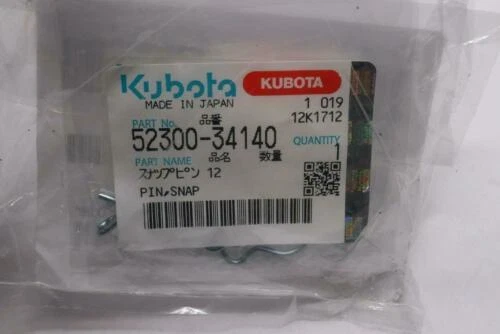 Kubota KUBOTA
MADE IN JAPAN 1 019
12K1712
PART No. 品番
52300-34140 QUANTITY
PART NAME 品名 数量 1
スナップピン 12
PIN,SNAP